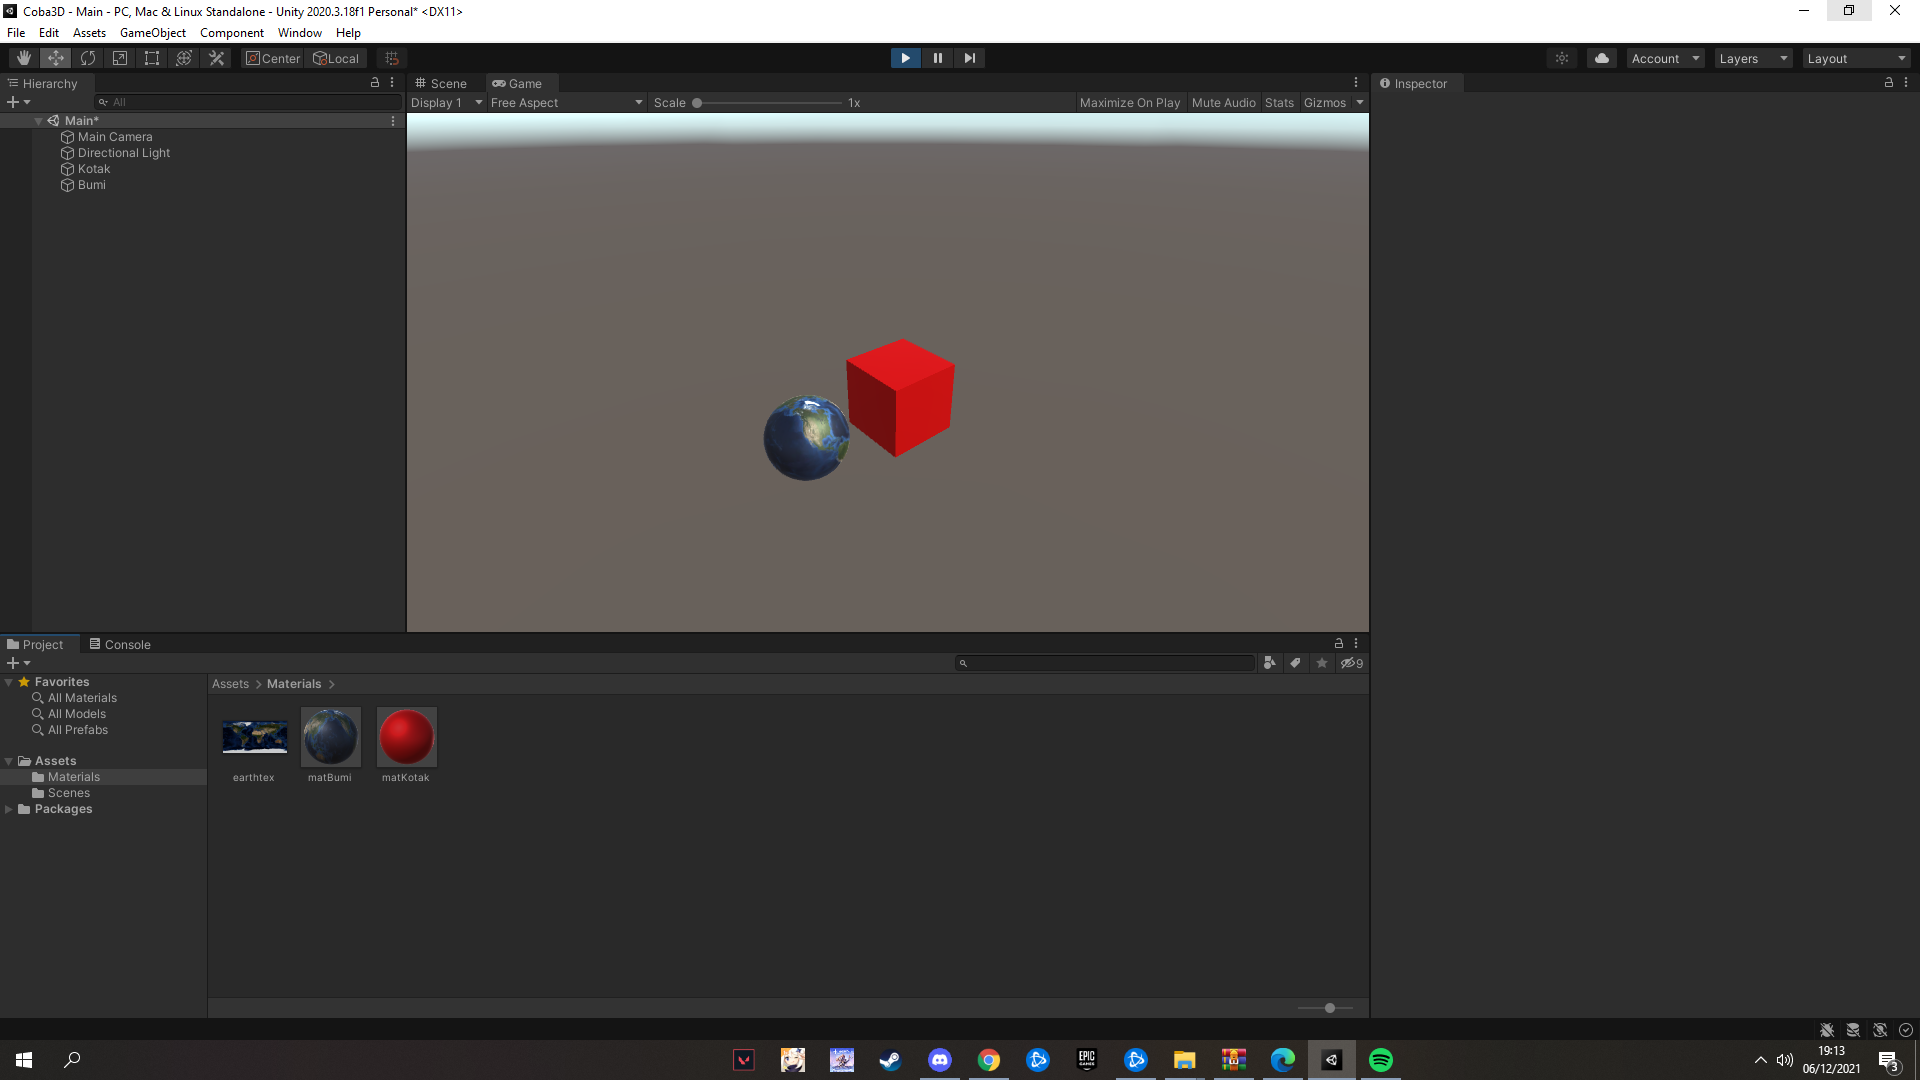 Coba3D - Main - PC, Mac & Linux Standalone - Unity 2020.3.18f1 Personal* <DX11>
File Edit Assets GameObject Component Window Help
Center Local Account Layers Layout
Hierarchy Scene Game Inspector
All Display 1 Free Aspect Scale 1x Maximize On Play Mute Audio Stats Gizmos
Main*
Main Camera
Directional Light
Kotak
Bumi
Project Console
9
Favorites Assets Materials
All Materials
All Models
All Prefabs
Assets
Materials
Scenes
Packages
earthtex matBumi matKotak
EPIC GAMES
19:13
06/12/2021
3